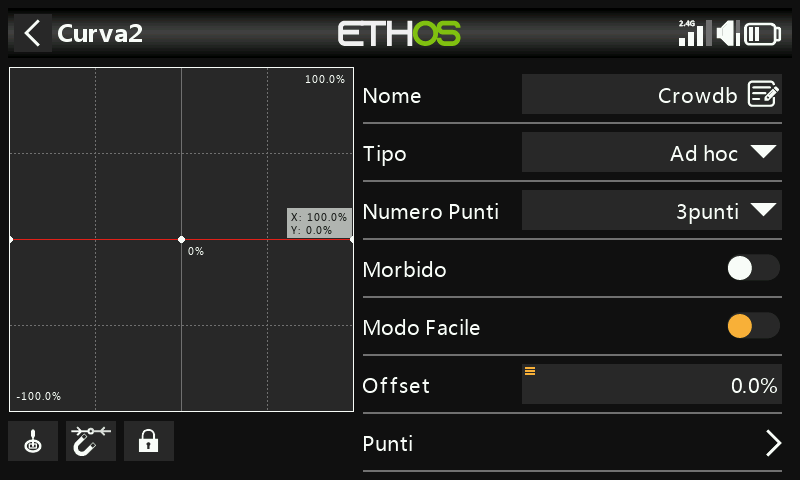 Curva2
ETHOS
2.4G
100.0%
X: 100.0%
Y: 0.0%
0%
-100.0%
Nome
Crowdb
Tipo
Ad hoc
Numero Punti
3punti
Morbido
Modo Facile
Offset
0.0%
Punti